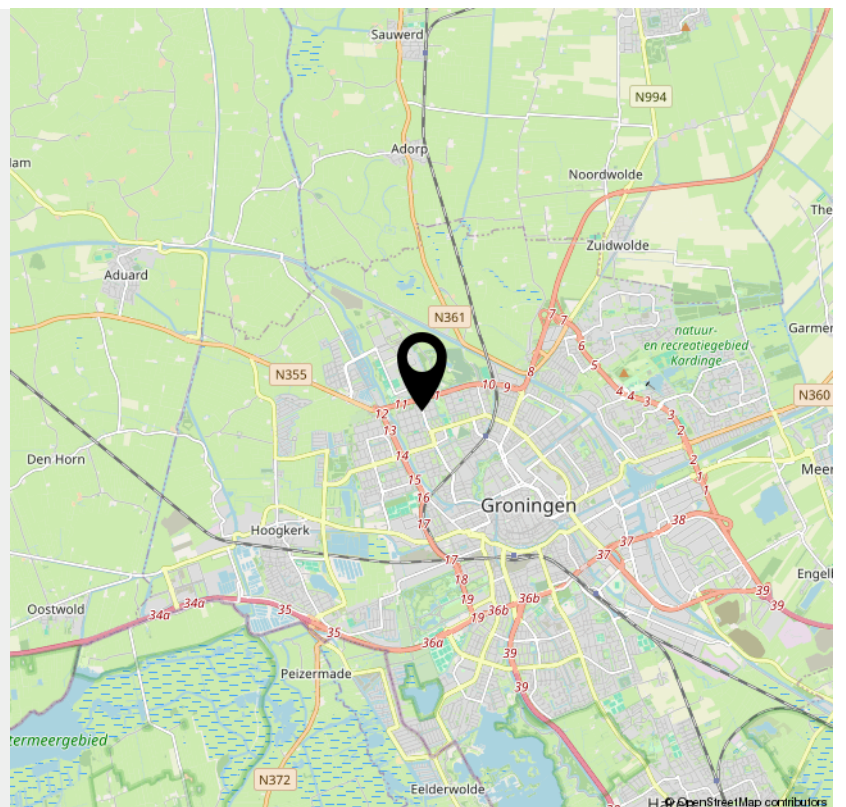 Sauwerd
N994
Adorp
Noordwolde
The
Zuidwolde
Aduard
N361
7
7
natuur-
en recreatiegebied
Kardinge
Garmer
6
5
8
N355
10
9
4
4
3
N360
11
1
12
3
13
2
14
2
Den Horn
15
1
Meer
16
1
Groningen
17
38
Hoogkerk
37
37
17
18
Engelb
39
39
Oostwold
34a
34a
35
19
36b
35
19
36b
36a
39
Peizermade
39
zermeergebied
N372
Eelderwolde
© OpenStreetMap contributors